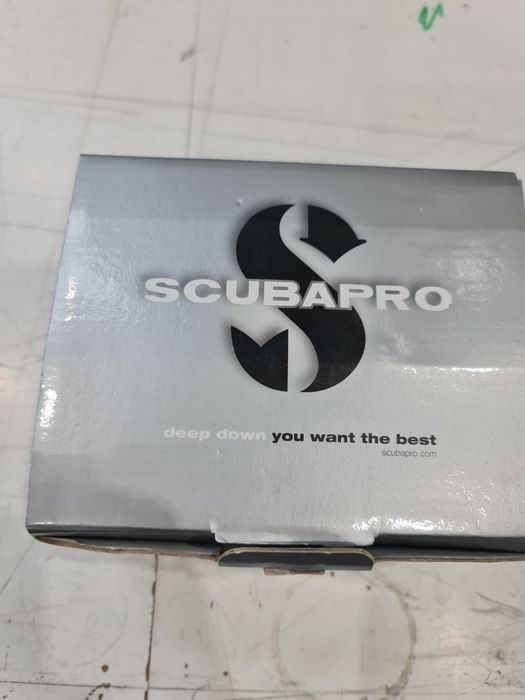 SCUBAPRO
deep down you want the best
scubapro.com